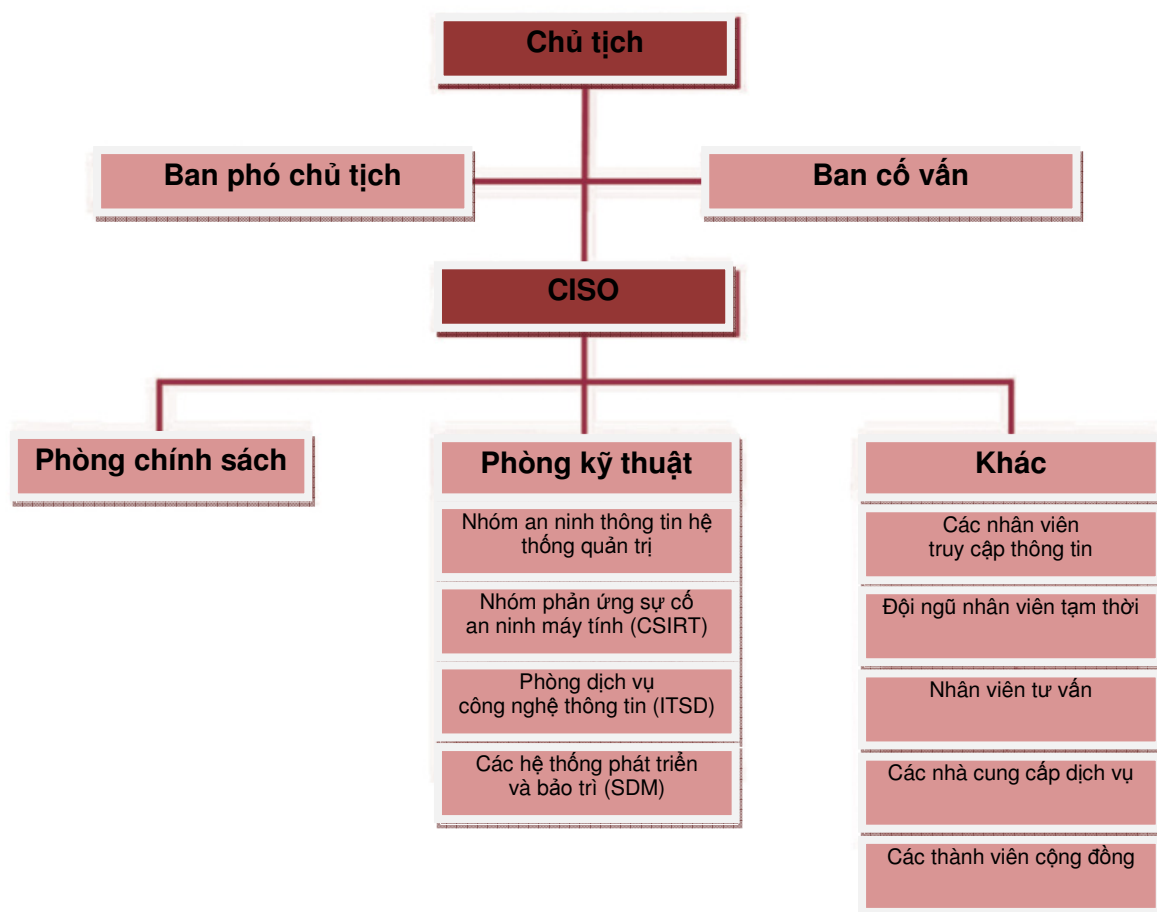 Chủ tịch
Ban phó chủ tịch
Ban cố vấn
CISO
Phòng chính sách
Phòng kỹ thuật
Nhóm an ninh thông tin hệ
thống quản trị
Nhóm phản ứng sự cố
an ninh máy tính (CSIRT)
Phòng dịch vụ
công nghệ thông tin (ITSD)
Các hệ thống phát triển
và bảo trì (SDM)
Khác
Các nhân viên
truy cập thông tin
Đội ngũ nhân viên tạm thời
Nhân viên tư vấn
Các nhà cung cấp dịch vụ
Các thành viên cộng đồng